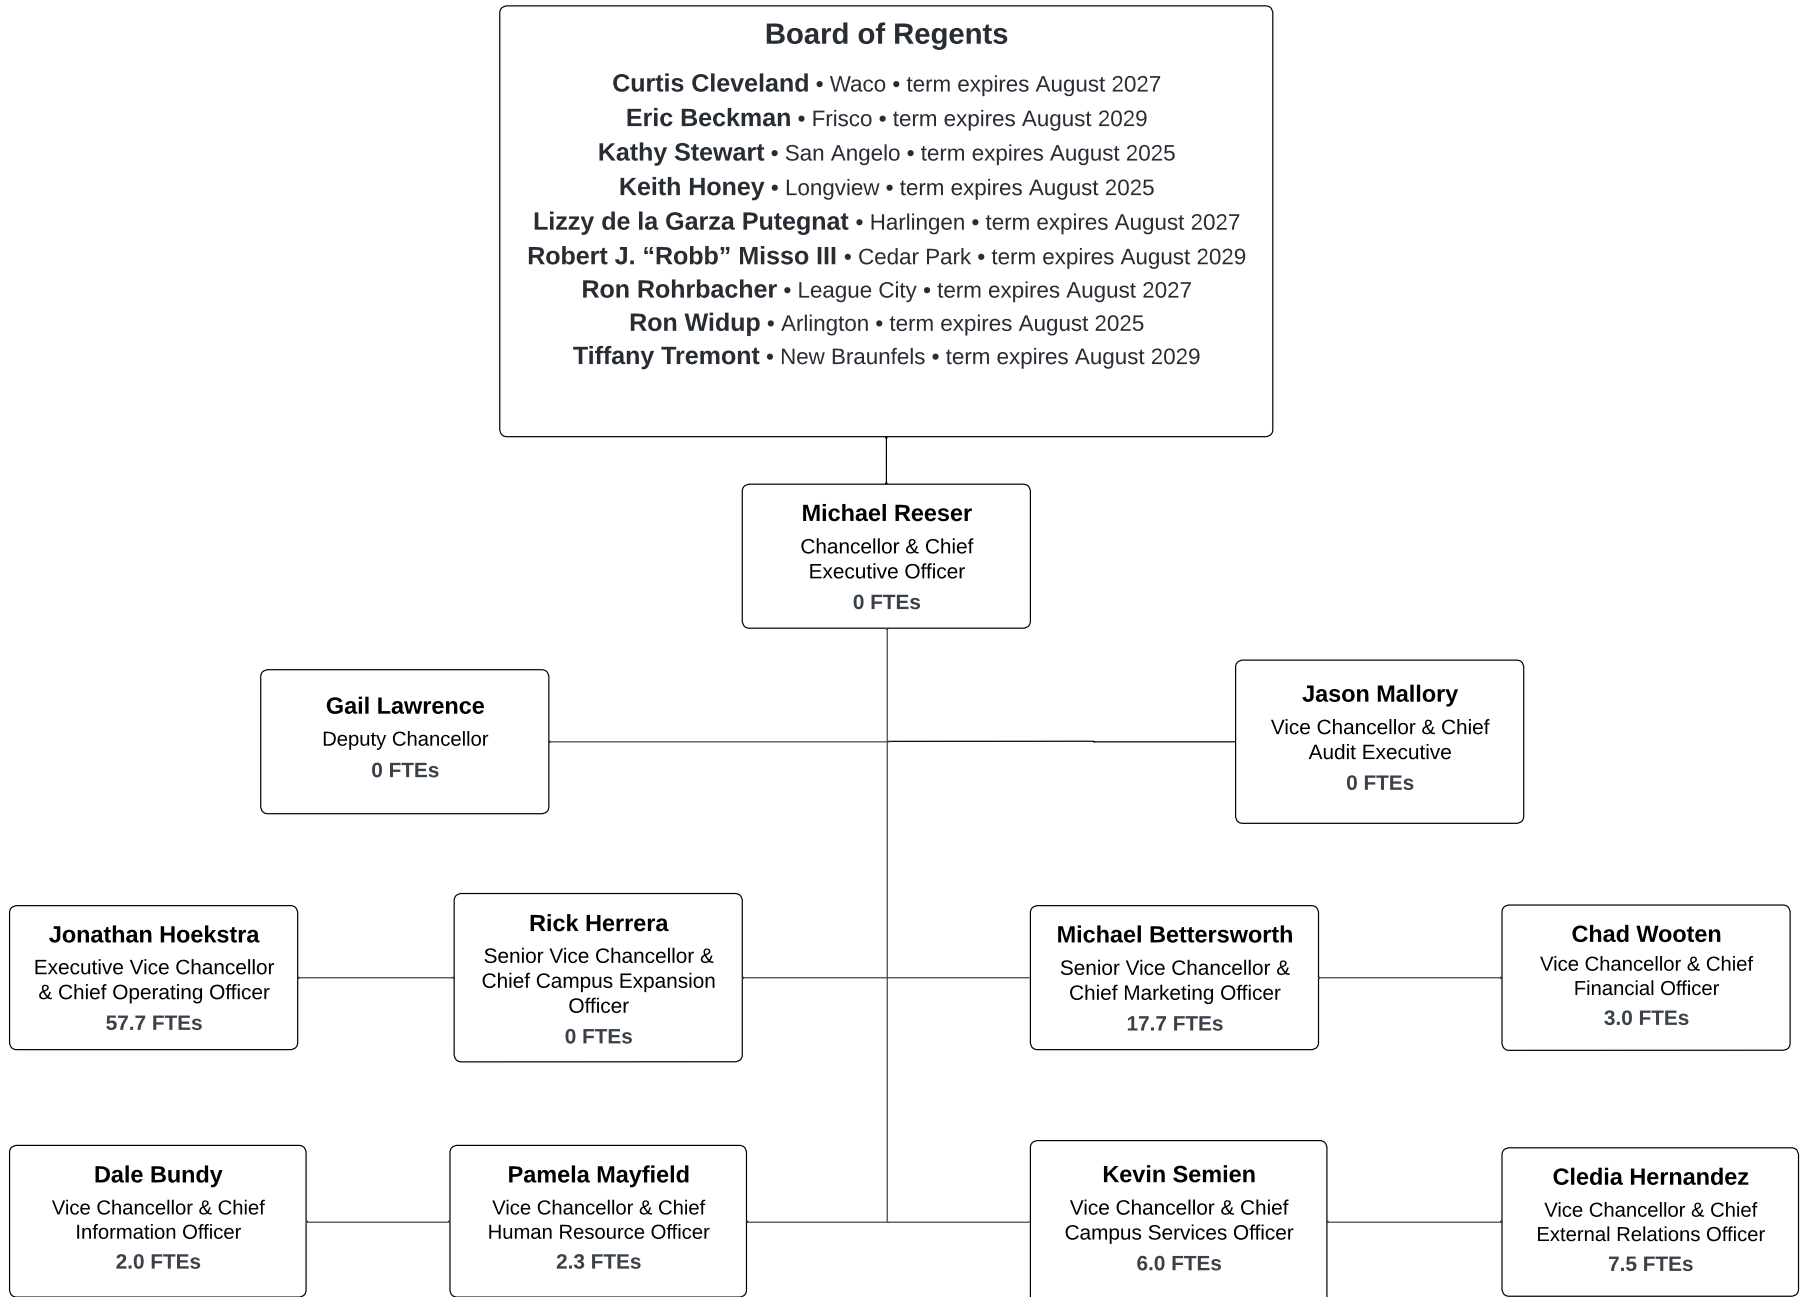 Board of Regents
Curtis Cleveland • Waco • term expires August 2027
Eric Beckman • Frisco • term expires August 2029
Kathy Stewart • San Angelo • term expires August 2025
Keith Honey • Longview • term expires August 2025
Lizzy de la Garza Putegnat • Harlingen • term expires August 2027
Robert J. “Robb” Misso III • Cedar Park • term expires August 2029
Ron Rohrbacher • League City • term expires August 2027
Ron Widup • Arlington • term expires August 2025
Tiffany Tremont • New Braunfels • term expires August 2029
Michael Reeser
Chancellor & Chief
Executive Officer
0 FTEs
Gail Lawrence
Deputy Chancellor
0 FTEs
Jason Mallory
Vice Chancellor & Chief
Audit Executive
0 FTEs
Jonathan Hoekstra
Executive Vice Chancellor
& Chief Operating Officer
57.7 FTEs
Rick Herrera
Senior Vice Chancellor &
Chief Campus Expansion
Officer
0 FTEs
Michael Bettersworth
Senior Vice Chancellor &
Chief Marketing Officer
17.7 FTEs
Chad Wooten
Vice Chancellor & Chief
Financial Officer
3.0 FTEs
Dale Bundy
Vice Chancellor & Chief
Information Officer
2.0 FTEs
Pamela Mayfield
Vice Chancellor & Chief
Human Resource Officer
2.3 FTEs
Kevin Semien
Vice Chancellor & Chief
Campus Services Officer
6.0 FTEs
Cledia Hernandez
Vice Chancellor & Chief
External Relations Officer
7.5 FTEs